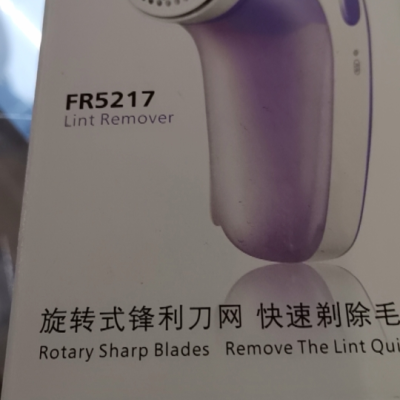 FR5217
Lint Remover
旋转式锋利刀网 快速剃除毛
Rotary Sharp Blades Remove The Lint Qui